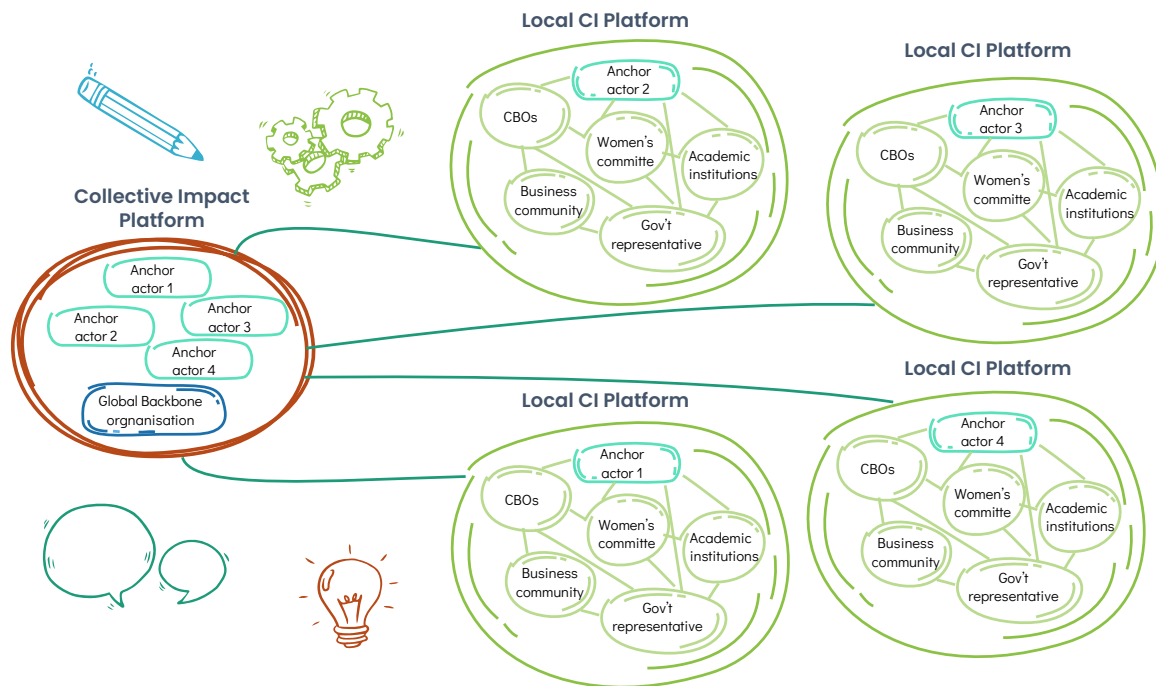 Local CI Platform
Anchor
actor 2
CBOs
Women's
committe
Academic
institutions
Business
community
Gov't
representative
Local CI Platform
Anchor
actor 3
CBOs
Women's
committe
Academic
institutions
Business
community
Gov't
representative
Collective Impact
Platform
Anchor
actor 1
Anchor
actor 2
Anchor
actor 3
Anchor
actor 4
Global Backbone
orgnanisation
Local CI Platform
Anchor
actor 1
CBOs
Women's
committe
Academic
institutions
Business
community
Gov't
representative
Local CI Platform
Anchor
actor 4
CBOs
Women's
committe
Academic
institutions
Business
community
Gov't
representative